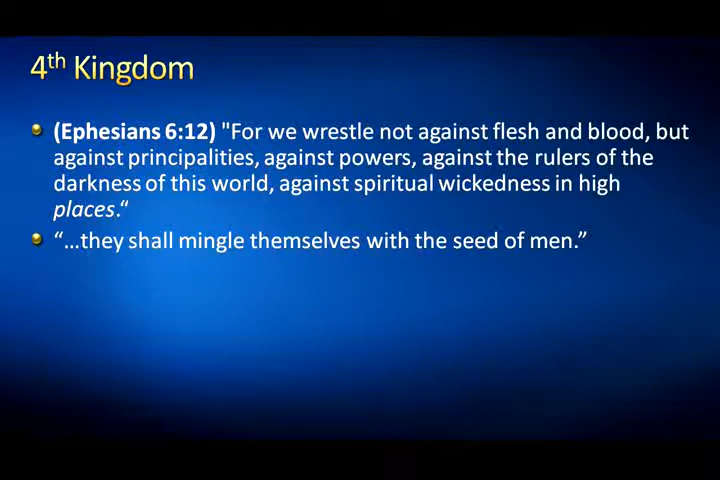 4th Kingdom
(Ephesians 6:12) "For we wrestle not against flesh and blood, but
against principalities, against powers, against the rulers of the
darkness of this world, against spiritual wickedness in high
places.“
“…they shall mingle themselves with the seed of men.”